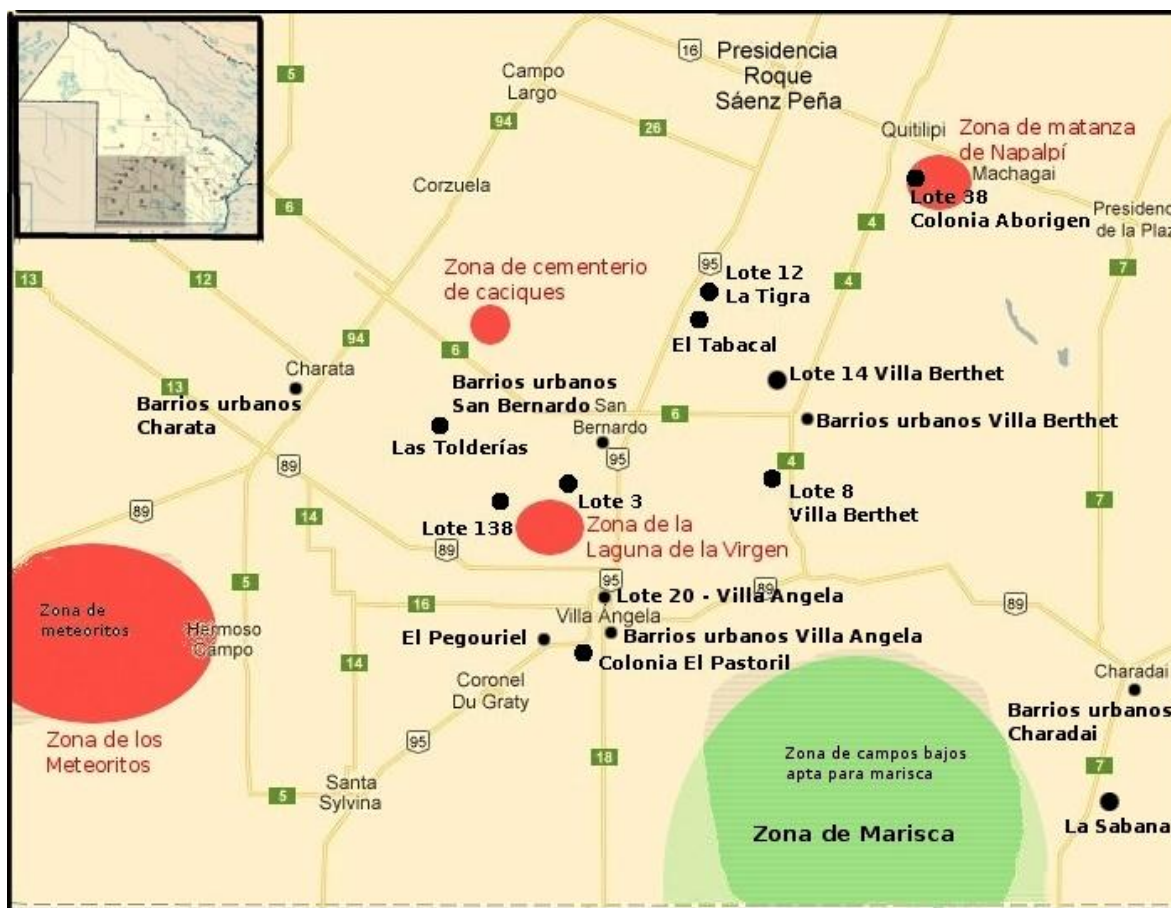 16
Presidencia
Roque
Sáenz Peña
5
Campo
Largo
94
26
Quitilipi
Zona de matanza
de Napalpí
Machagai
Lote 38
Colonia Aborigen
Corzuela
6
4
Presidenc
de la Plaz
13
12
Zona de cementerio
de caciques
95
Lote 12
La Tigra
4
7
El Tabacal
94
6
Charata
13
Barrios urbanos
Charata
Barrios urbanos
San Bernardo
San
Bernardo
6
Lote 14 Villa Berthet
Barrios urbanos Villa Berthet
Las Tolderías
89
95
4
Lote 3
Lote 8
Villa Berthet
7
89
14
Lote 138
Zona de la
Laguna de la Virgen
89
5
95
89
89
Zona de
meteoritos
16
Lote 20 - Villa Angela
Villa Ángela
Hermoso
Campo
El Pegouriel
Barrios urbanos Villa Angela
Colonia El Pastoril
14
Coronel
Du Graty
Charadai
Barrios urbanos
Charadai
Zona de los
Meteoritos
95
18
Zona de campos bajos
apta para marisca
7
Santa
Sylvina
5
Zona de Marisca
La Sabana